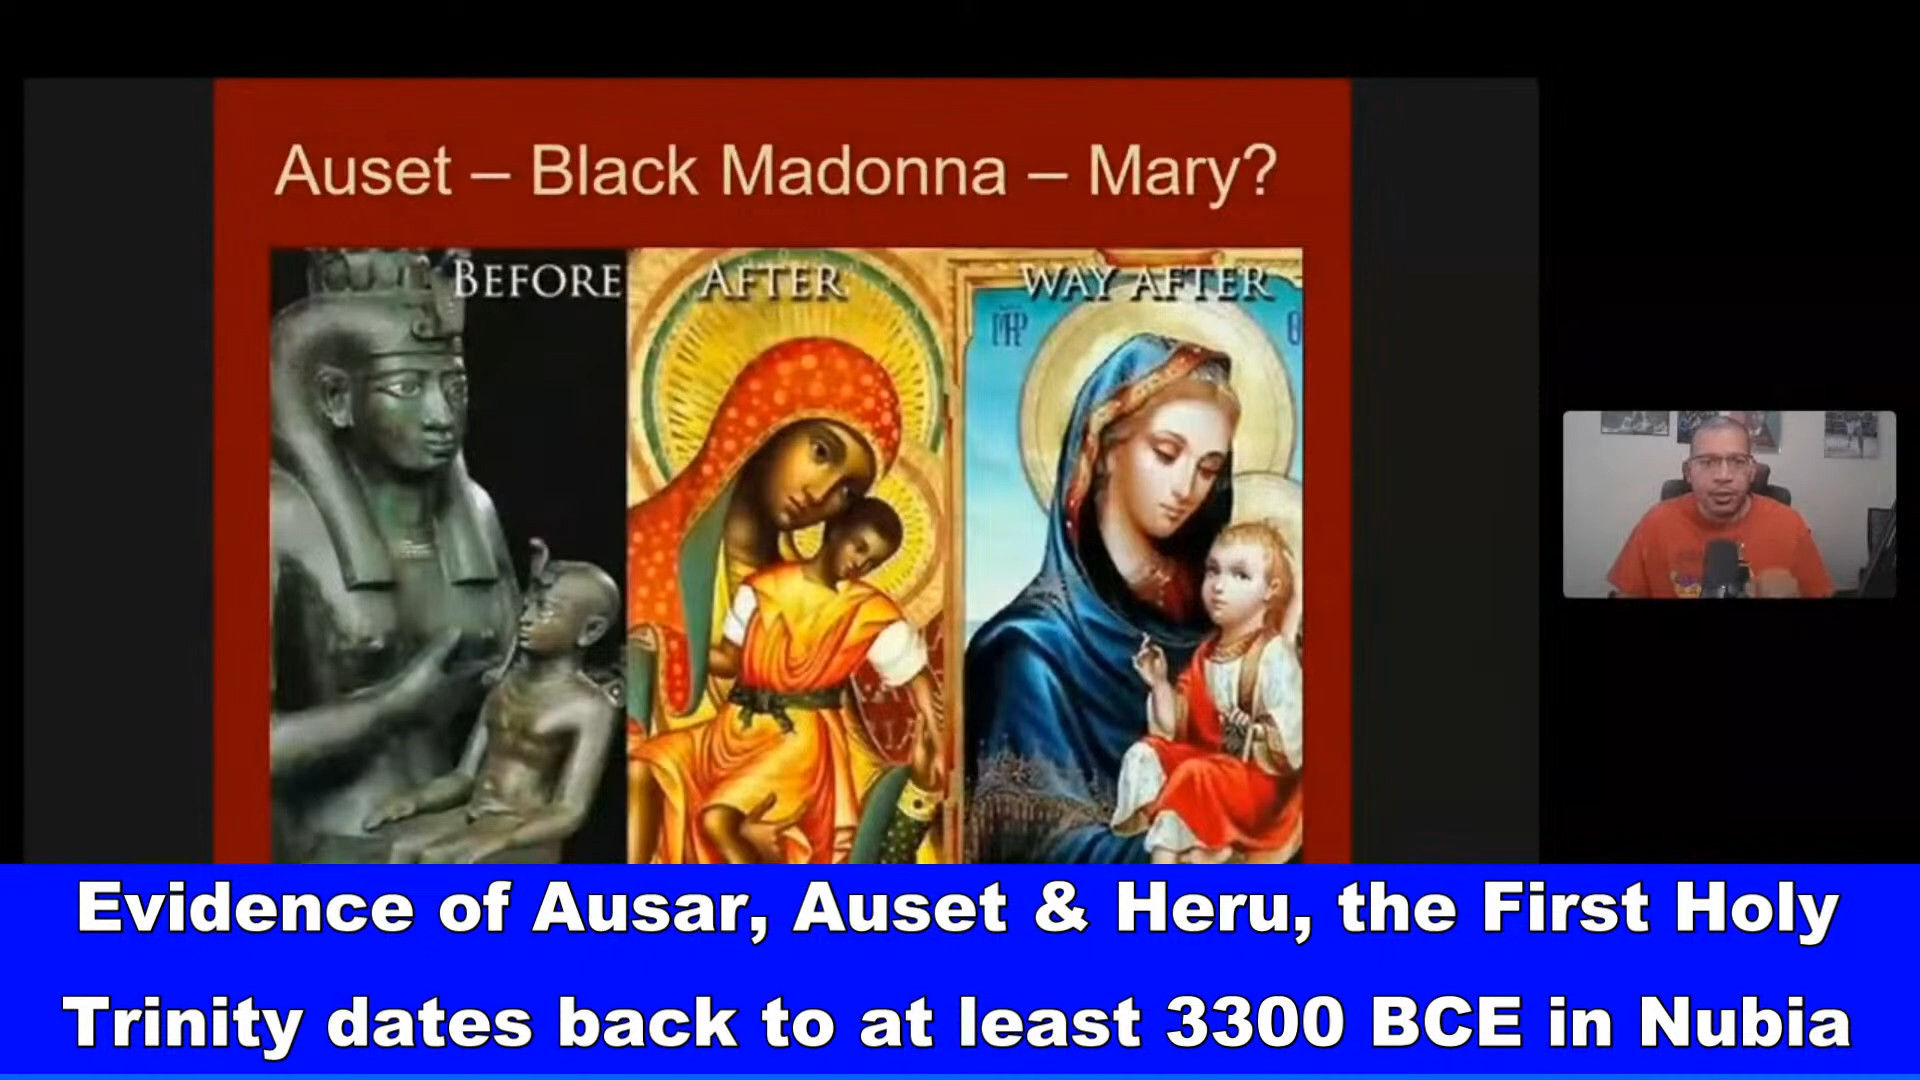 Auset – Black Madonna – Mary?
BEFORE AFTER WAY AFTER
ΜΗΡ Θ
Evidence of Ausar, Auset & Heru, the First Holy
Trinity dates back to at least 3300 BCE in Nubia